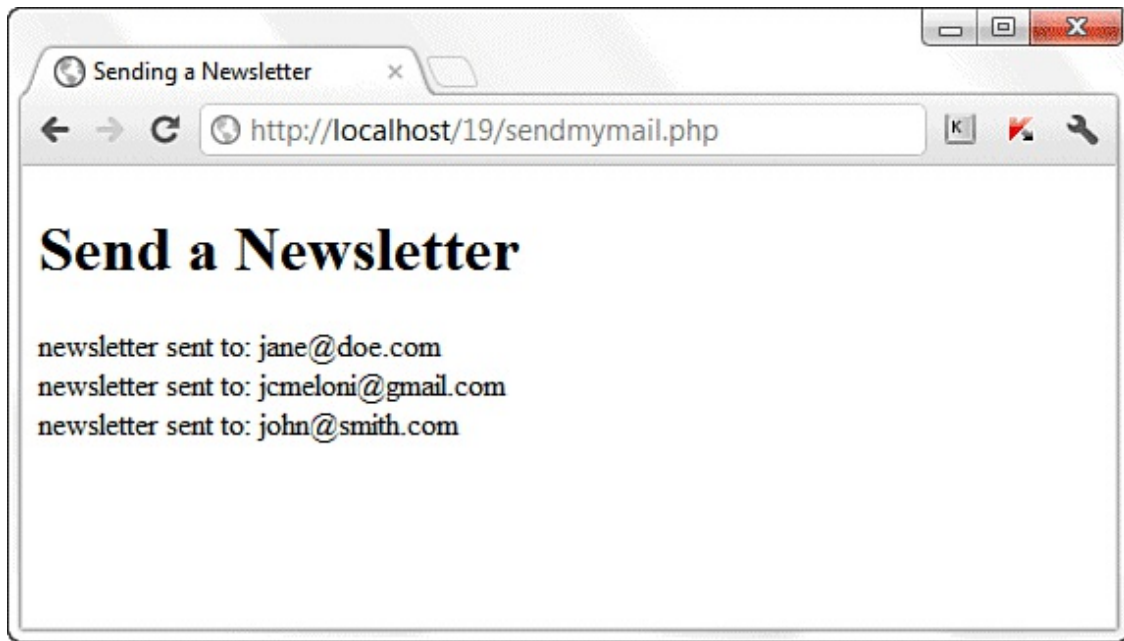 Sending a Newsletter
http://localhost/19/sendmymail.php
K
Send a Newsletter
newsletter sent to: jane@doe.com
newsletter sent to: jcmeloni@gmail.com
newsletter sent to: john@smith.com